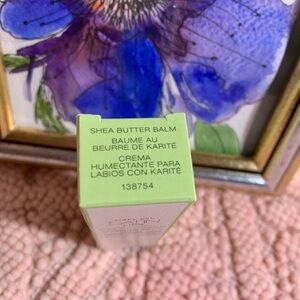 SHEA BUTTER BALM
BAUME AU
BEURRE DE KARITÉ
CREMA
HUMECTANTE PARA
LABIOS CON KARITÉ
138754